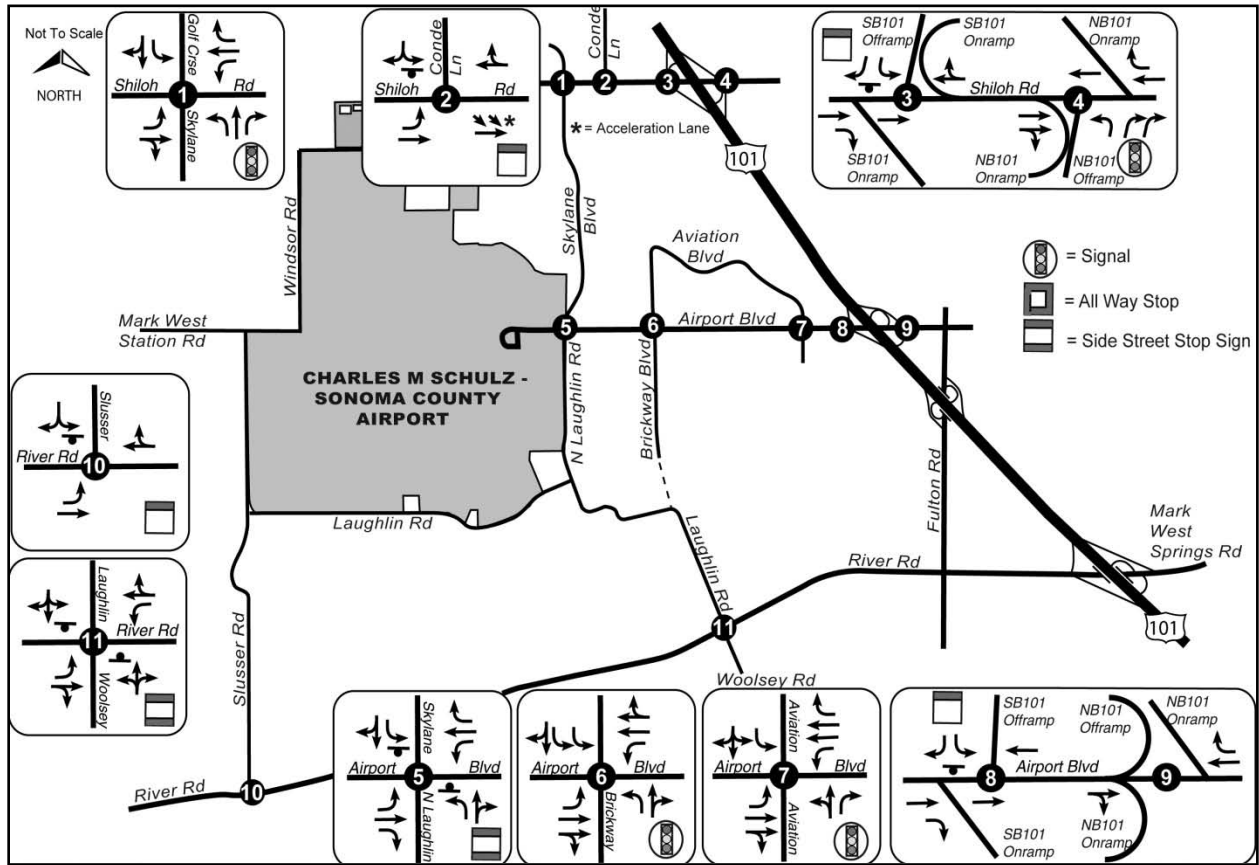 Not To Scale
NORTH
Golf Crse
Shiloh
Rd
1
Skylane
Conde
Ln
Shiloh
Rd
2
Conde
Ln
1
2
3
4
* = Acceleration Lane
*
101
SB101
Offramp
SB101
Onramp
NB101
Onramp
3
Shiloh Rd
4
SB101
Onramp
NB101
Onramp
NB101
Offramp
= Signal
= All Way Stop
= Side Street Stop Sign
Windsor Rd
Skylane
Blvd
Aviation
Blvd
Mark West
Station Rd
5
6
Airport Blvd
7
8
9
CHARLES M SCHULZ -
SONOMA COUNTY
AIRPORT
N Laughlin Rd
Brickway Blvd
Fulton Rd
Slusser
River Rd
10
Laughlin Rd
Laughlin Rd
River Rd
Mark
West
Springs Rd
101
Laughlin
River Rd
11
Woolsey
Slusser Rd
11
Woolsey Rd
River Rd
10
Skylane
Airport
Blvd
5
N Laughlin
Airport
Blvd
6
Brickway
Aviation
Airport
Blvd
7
Aviation
SB101
Offramp
NB101
Offramp
NB101
Onramp
8
Airport Blvd
9
SB101
Onramp
NB101
Onramp